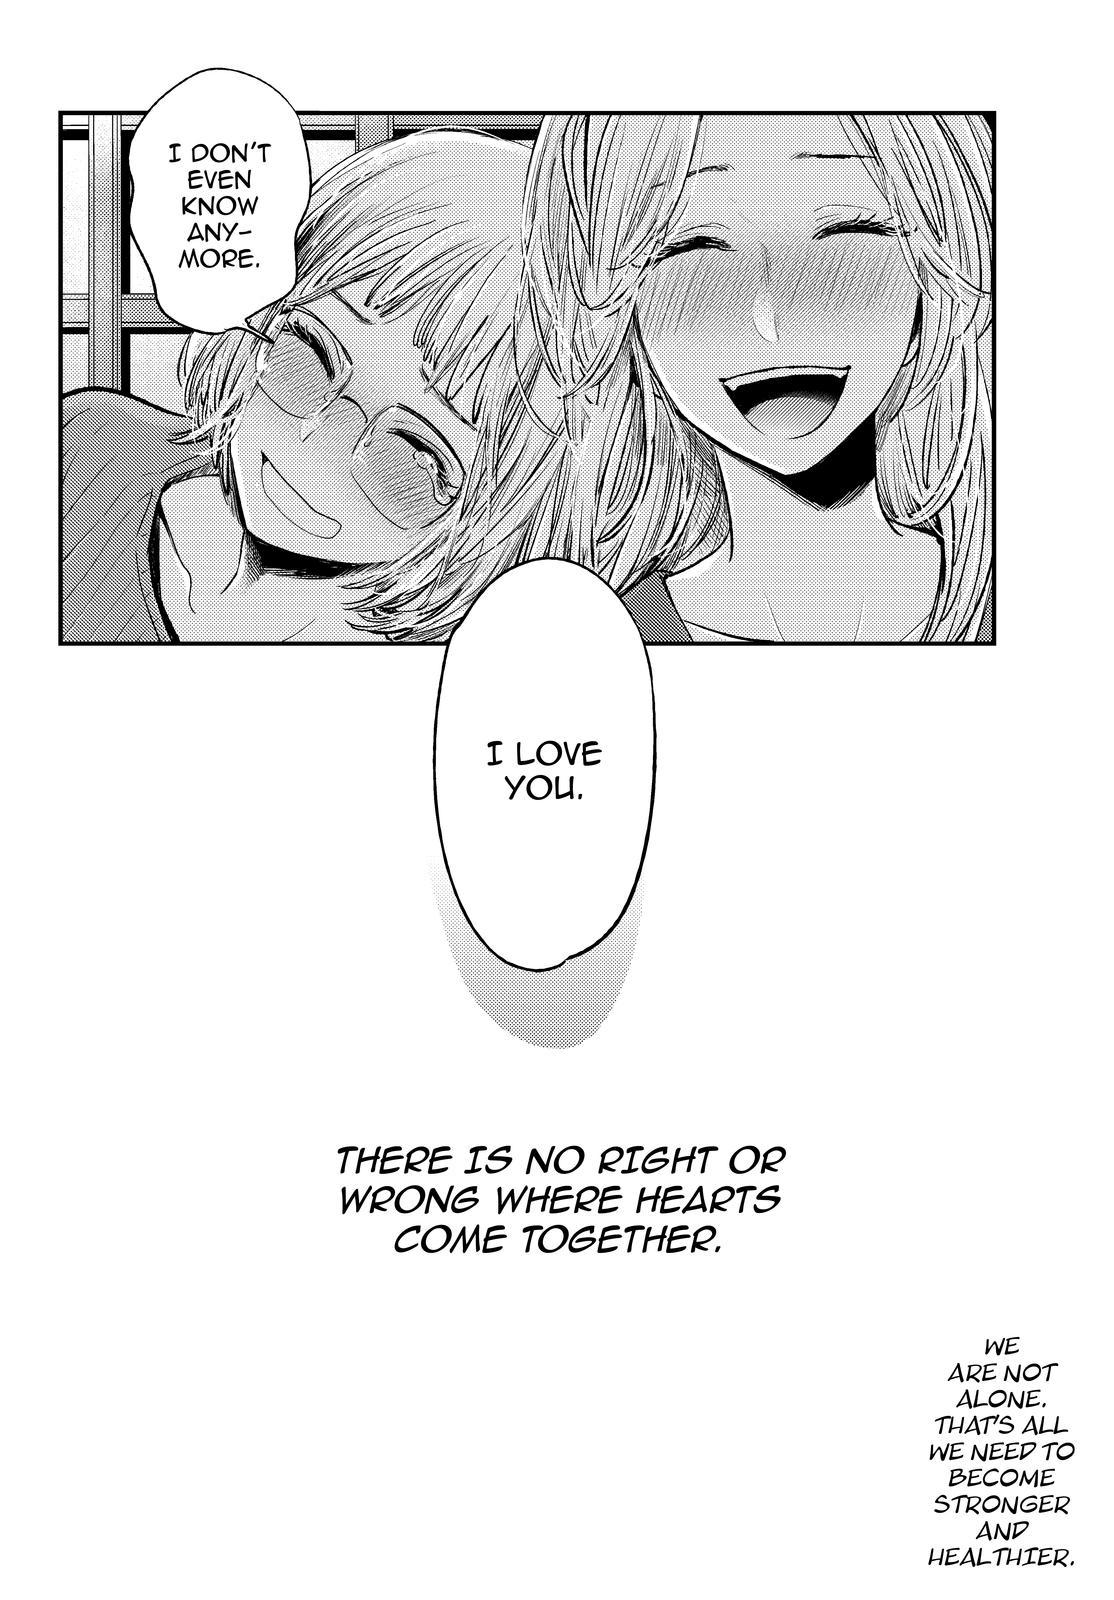 I DON'T
EVEN
KNOW
ANY-
MORE.
I LOVE
YOU.
THERE IS NO RIGHT OR
WRONG WHERE HEARTS
COME TOGETHER.
WE
ARE NOT
ALONE.
THAT'S ALL
WE NEED TO
BECOME
STRONGER
AND
HEALTHIER.